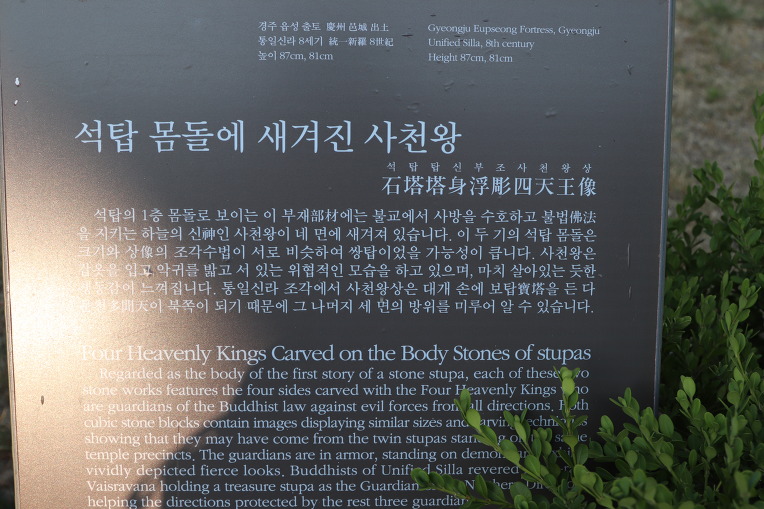 경주 읍성 출토 慶州 邑城 出土
통일신라 8세기 統一新羅 8世紀
높이 87cm, 81cm
Gyeongju Eupseong Fortress, Gyeongju
Unified Silla, 8th century
Height 87cm, 81cm
석탑 몸돌에 새겨진 사천왕
석탑탑신부조사천왕상
石塔塔身浮彫四天王像
석탑의 1층 몸돌로 보이는 이 부재部材에는 불교에서 사방을 수호하고 불법佛法
을 지키는 하늘의 신神인 사천왕이 네 면에 새겨져 있습니다. 이 두 기의 석탑 몸돌은
크기와 상像의 조각수법이 서로 비슷하여 쌍탑이었을 가능성이 큽니다. 사천왕은
갑옷을 입고 악귀를 밟고 서 있는 위협적인 모습을 하고 있으며, 마치 살아있는 듯한
느껴집니다. 통일신라 조각에서 사천왕상은 대개 손에 보탑寶塔을 든 다
문천多聞天이 북쪽이 되기 때문에 그 나머지 세 면의 방위를 미루어 알 수 있습니다.
Four Heavenly Kings Carved on the Body Stones of stupas
Regarded as the body of the first story of a stone stupa, each of these two
stone works features the four sides carved with the Four Heavenly Kings who
are guardians of the Buddhist law against evil forces from all directions. Both
cubic stone blocks contain images displaying similar sizes and carving techniques
showing that they may have come from the twin stupas standing on the same
temple precincts. The guardians are in armor, standing on demons
vividly depicted fierce looks. Buddhists of Unified Silla revered
Vaisravana holding a treasure stupa as the Guardian
helping the directions protected by the rest three guardian